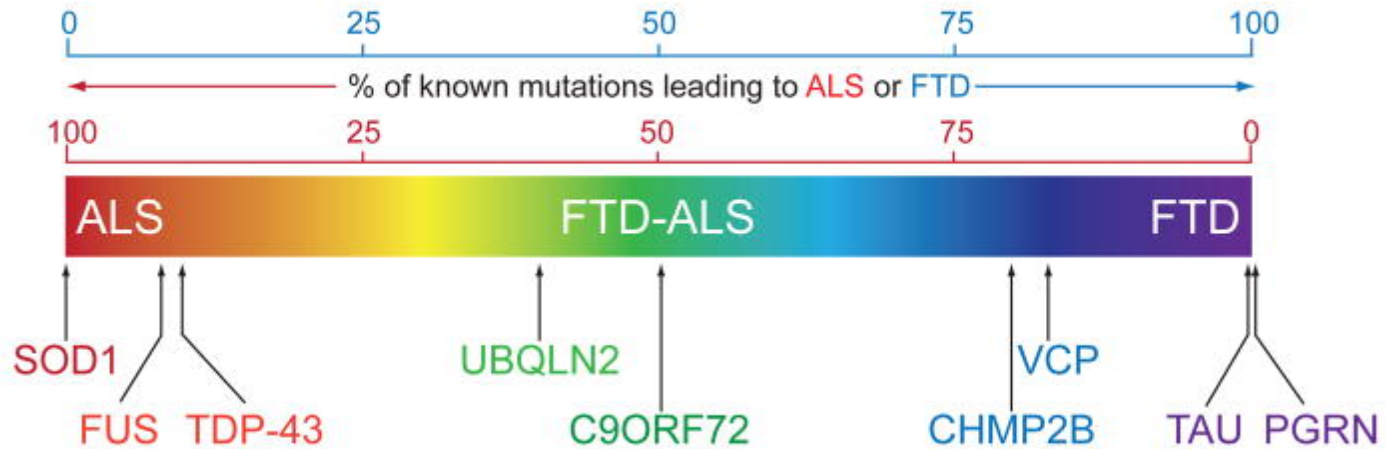 0 25 50 75 100
% of known mutations leading to ALS or FTD
100 25 50 75 0
ALS FTD-ALS FTD
SOD1 UBQLN2 VCP
FUS TDP-43 C9ORF72 CHMP2B TAU PGRN